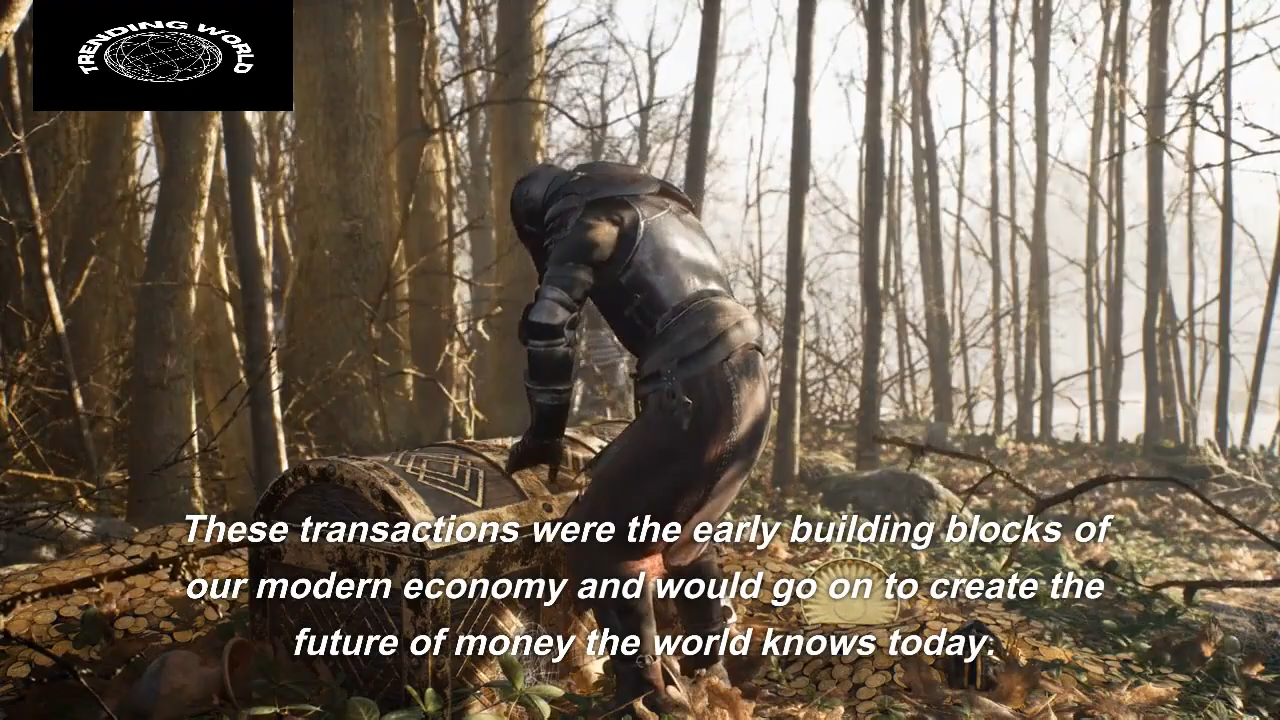 TRENDING WORLD
These transactions were the early building blocks of
our modern economy and would go on to create the
future of money the world knows today.